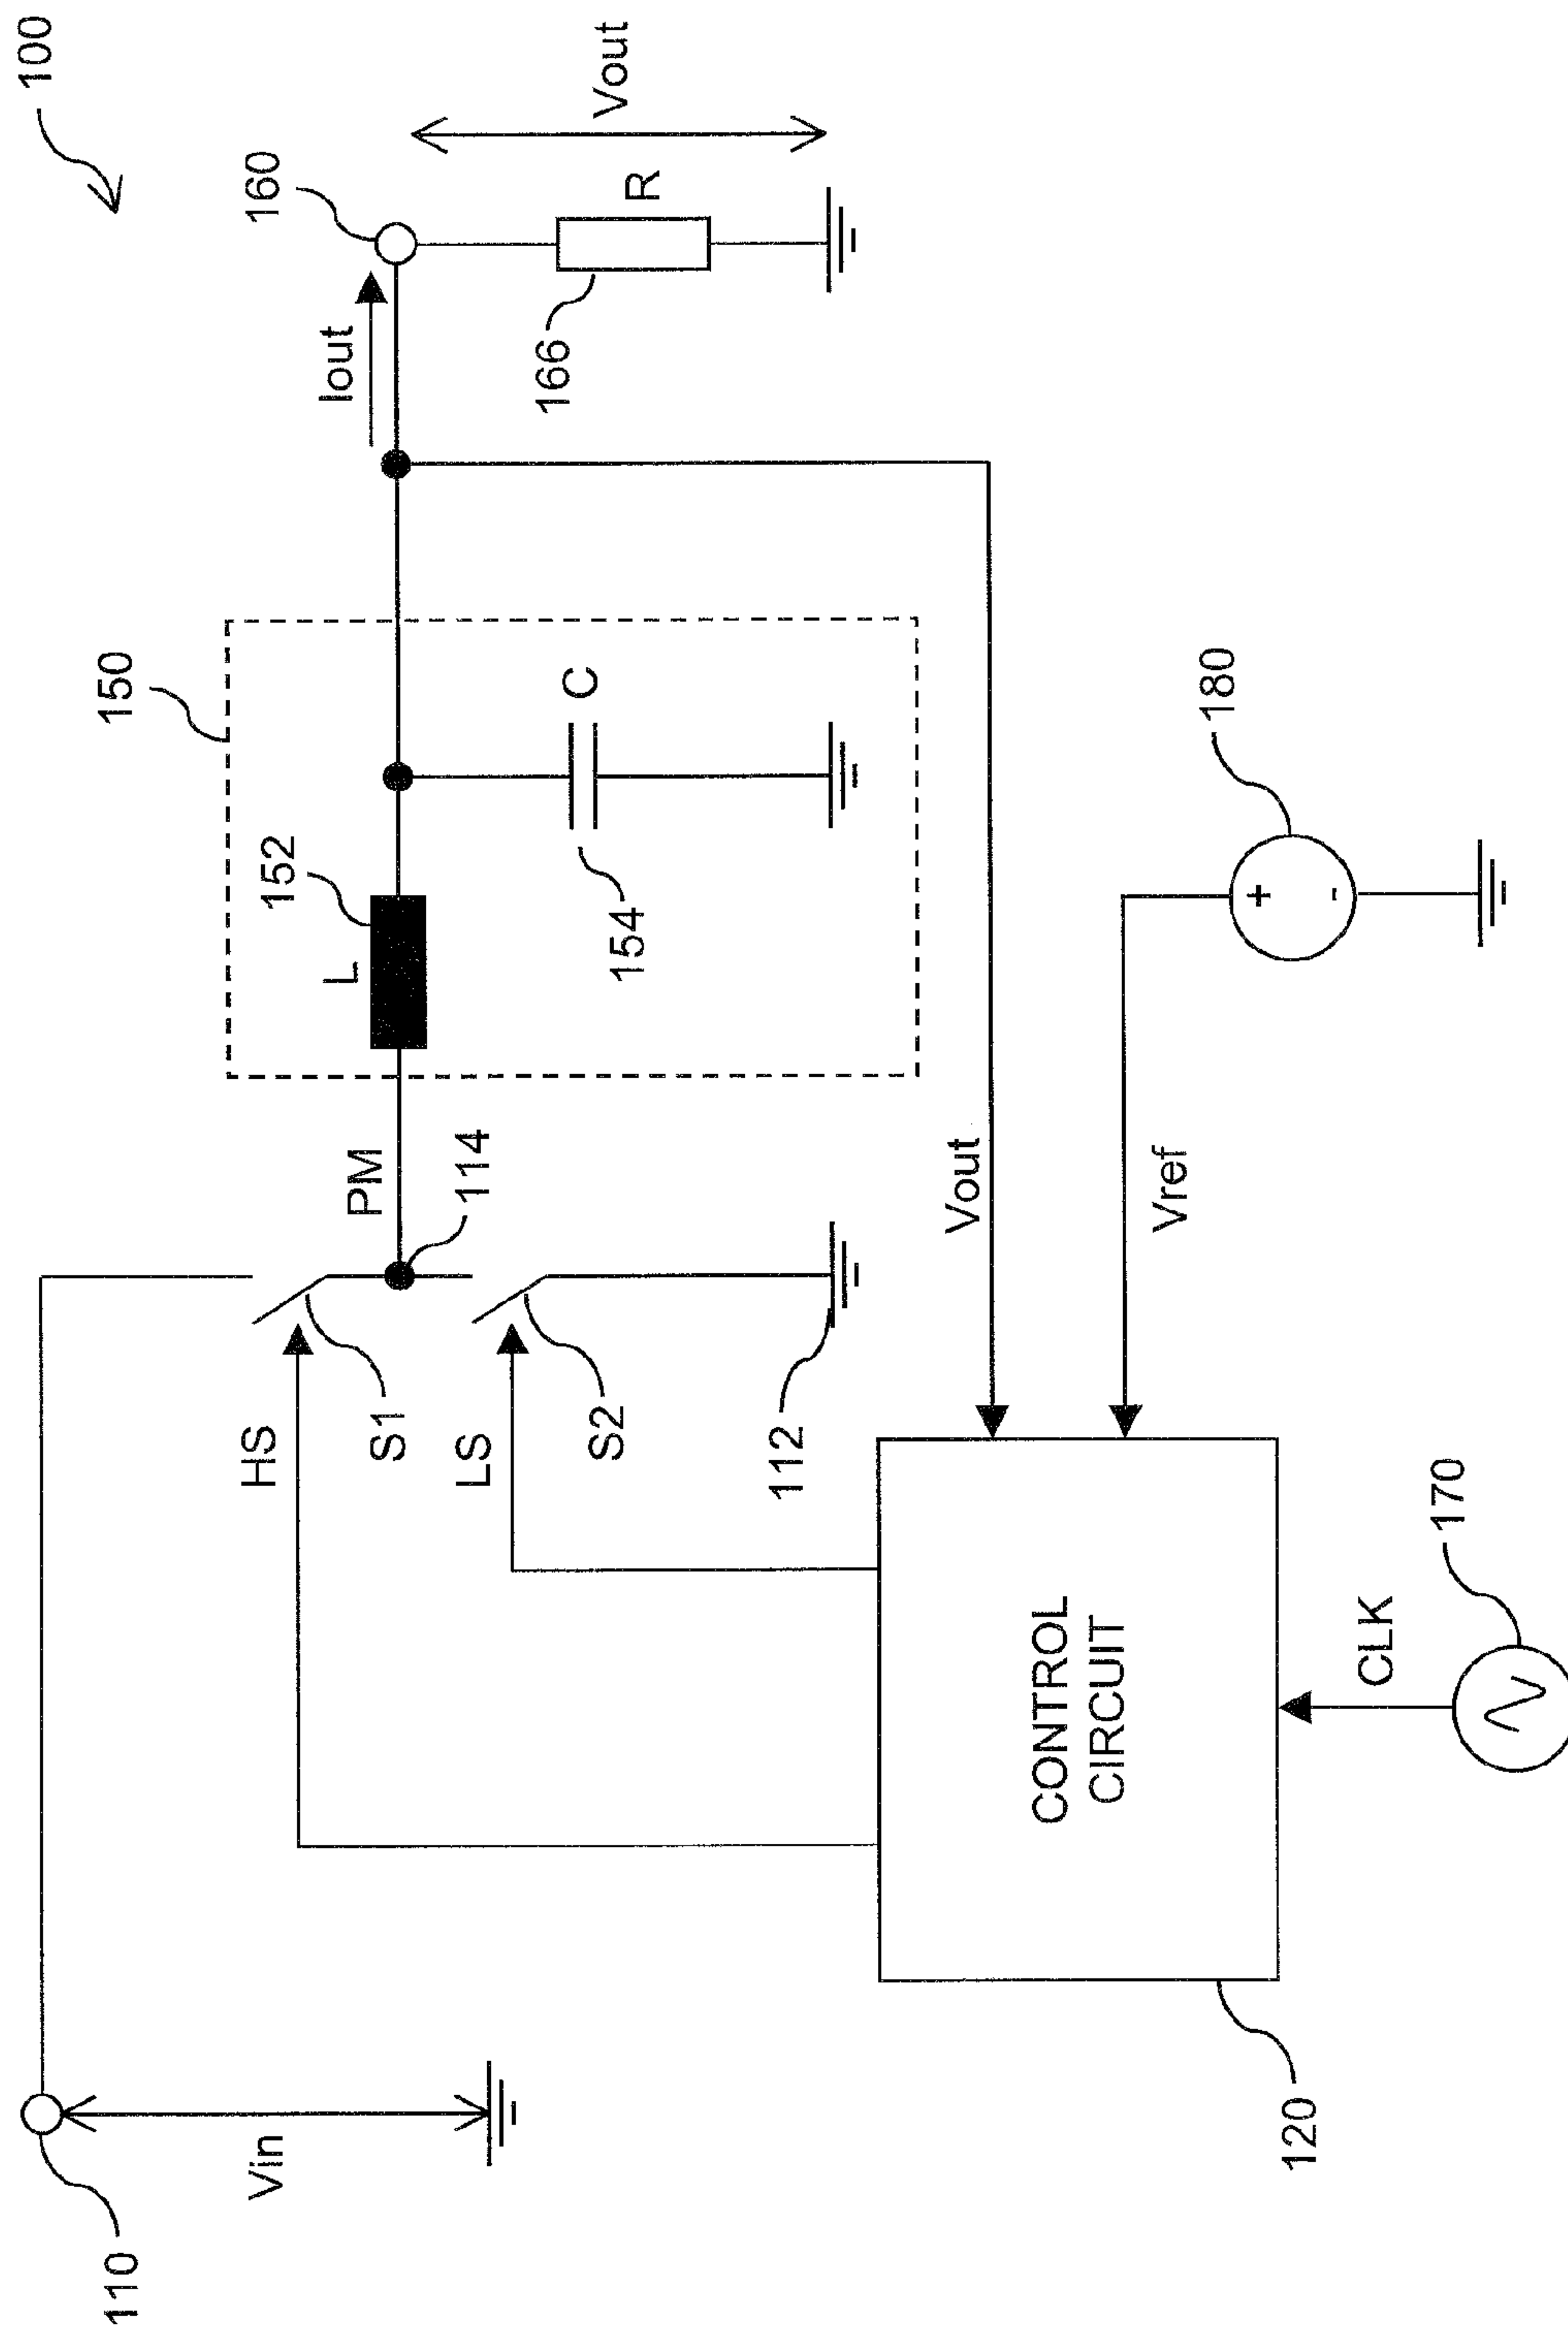 100
110
Vin
HS
S1
LS
S2
112
PM
114
L
152
150
C
154
Iout
160
166
R
Vout
Vout
Vref
180
CONTROL
CIRCUIT
120
CLK
170
+
-